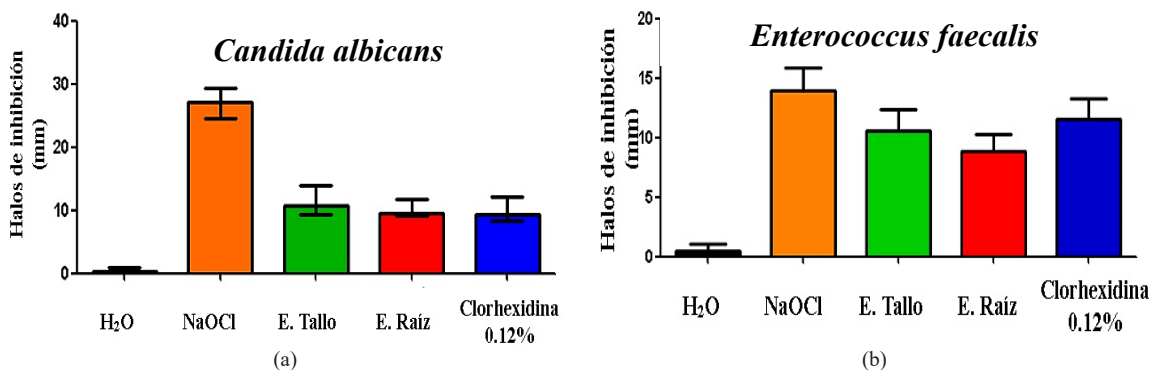 Candida albicans
Halos de inhibición
(mm)
40
30
20
10
0
H₂O
NaOCl
E. Tallo
E. Raíz
Clorhexidina
0.12%
(a)
Enterococcus faecalis
Halos de inhibición
(mm)
20
15
10
5
0
H₂O
NaOCl
E. Tallo
E. Raíz
Clorhexidina
0.12%
(b)